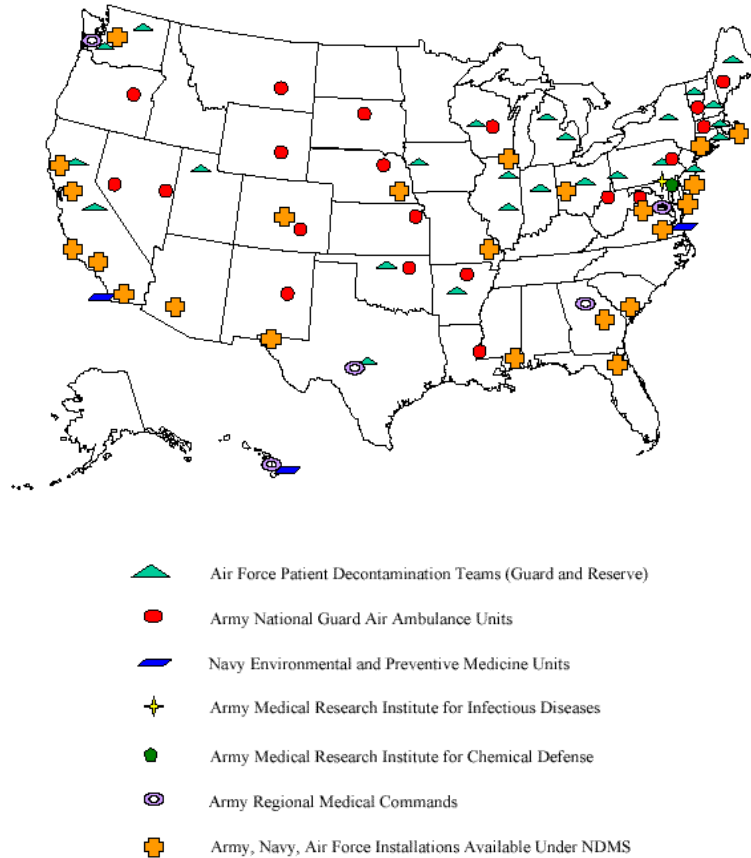 Air Force Patient Decontamination Teams (Guard and Reserve)
Army National Guard Air Ambulance Units
Navy Environmental and Preventive Medicine Units
Army Medical Research Institute for Infectious Diseases
Army Medical Research Institute for Chemical Defense
Army Regional Medical Commands
Army, Navy, Air Force Installations Available Under NDMS